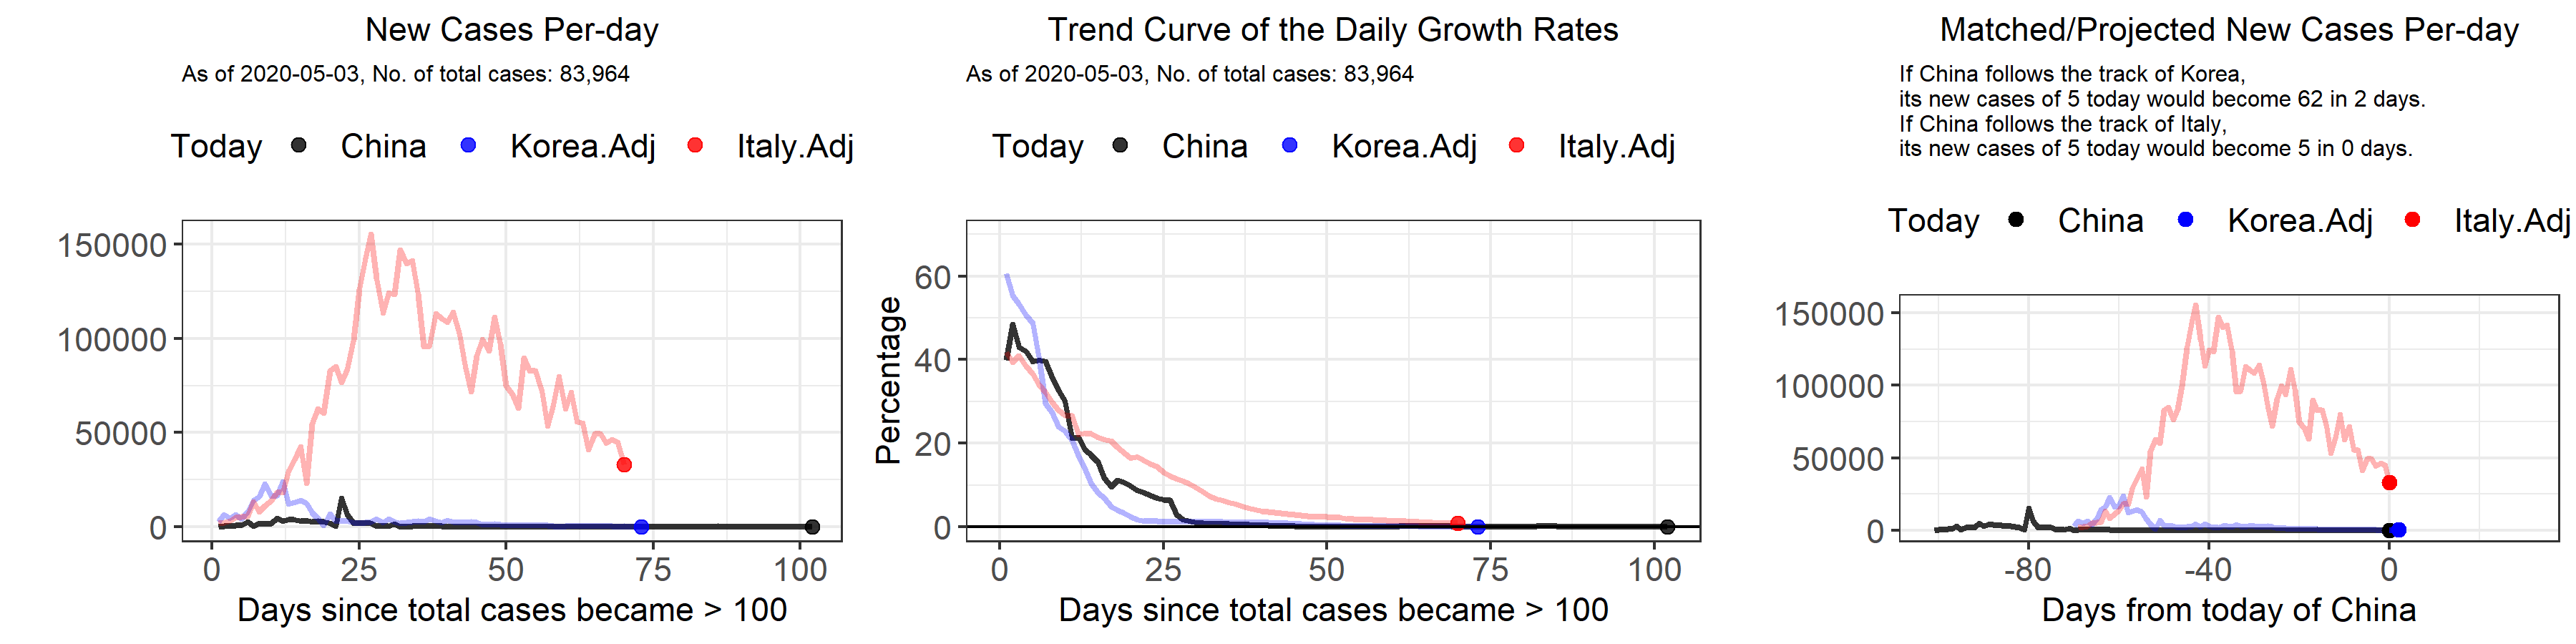 New Cases Per-day
As of 2020-05-03, No. of total cases: 83,964
Today China Korea.Adj Italy.Adj
150000
100000
50000
0
0 25 50 75 100
Days since total cases became > 100
Trend Curve of the Daily Growth Rates
As of 2020-05-03, No. of total cases: 83,964
Today China Korea.Adj Italy.Adj
Percentage
60
40
20
0
0 25 50 75 100
Days since total cases became > 100
Matched/Projected New Cases Per-day
If China follows the track of Korea,
its new cases of 5 today would become 62 in 2 days.
If China follows the track of Italy,
its new cases of 5 today would become 5 in 0 days.
Today China Korea.Adj Italy.Adj
150000
100000
50000
0
-80 -40 0
Days from today of China